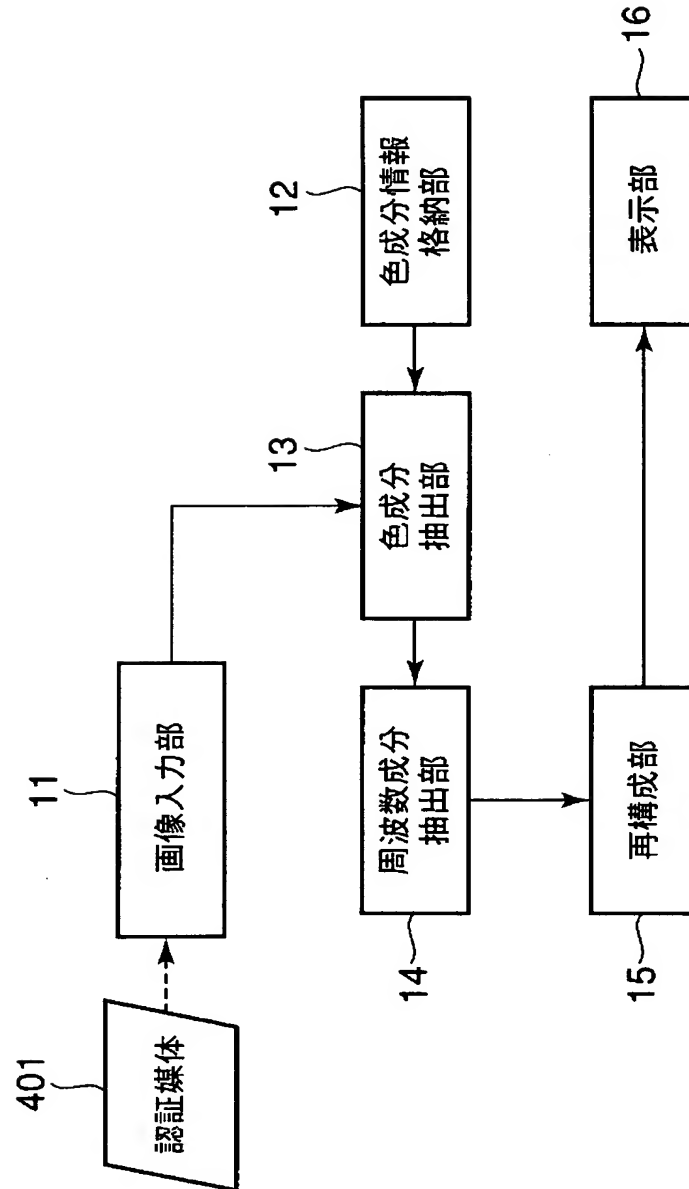 401
認証媒体
11
画像入力部
12
色成分情報
格納部
13
色成分
抽出部
14
周波数成分
抽出部
15
再構成部
16
表示部